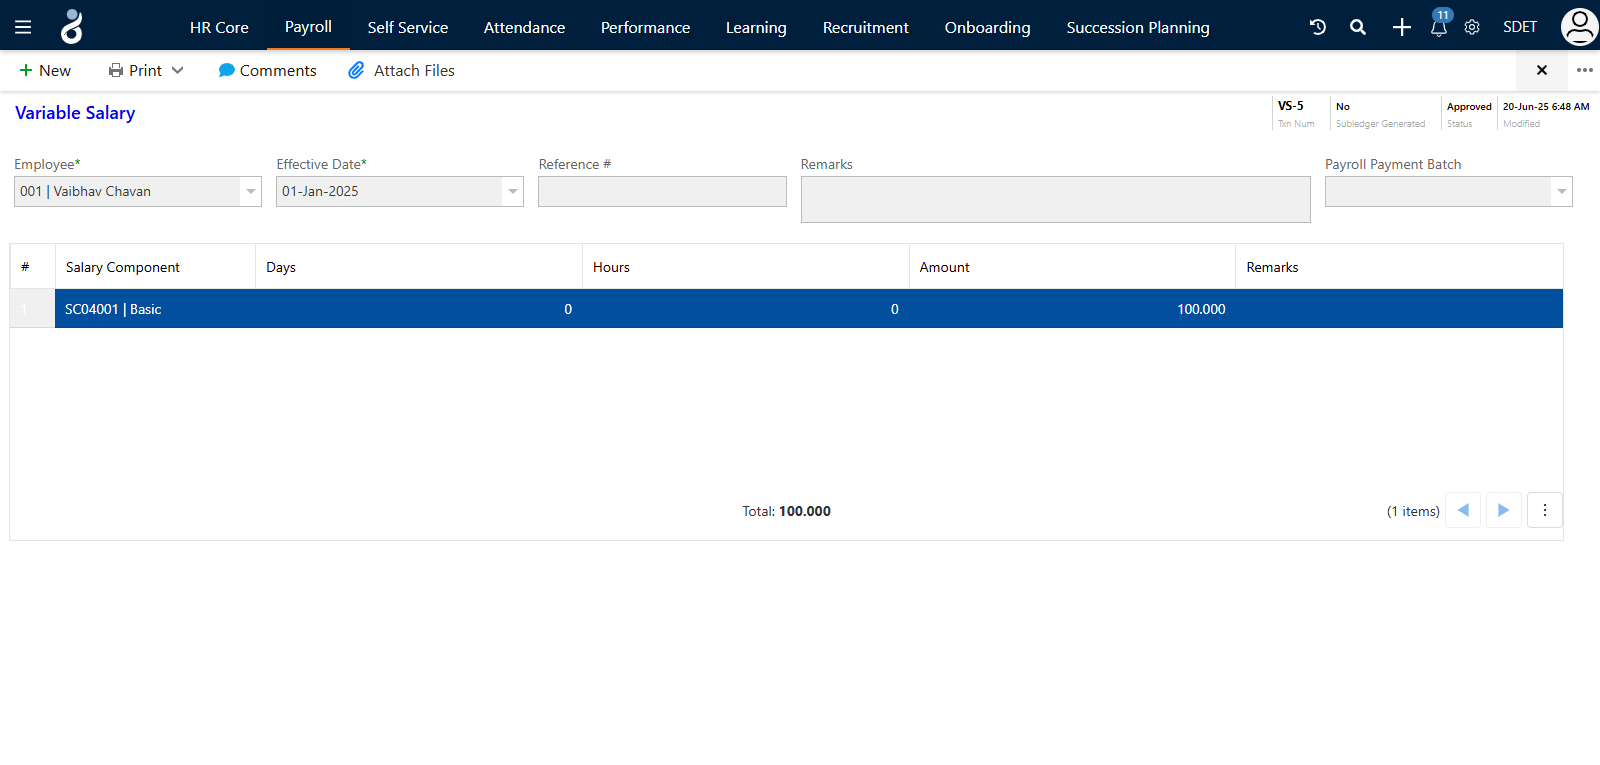 HR Core Payroll Self Service Attendance Performance Learning Recruitment Onboarding Succession Planning 11 SDET
New Print Comments Attach Files
Variable Salary
VS-5 No Approved 20-Jun-25 6:48 AM
Txn Num Subledger Generated Status Modified
Employee* Effective Date* Reference # Remarks Payroll Payment Batch
001 | Vaibhav Chavan 01-Jan-2025
# Salary Component Days Hours Amount Remarks
1 SC04001 | Basic 0 0 100.000
Total: 100.000 (1 items)